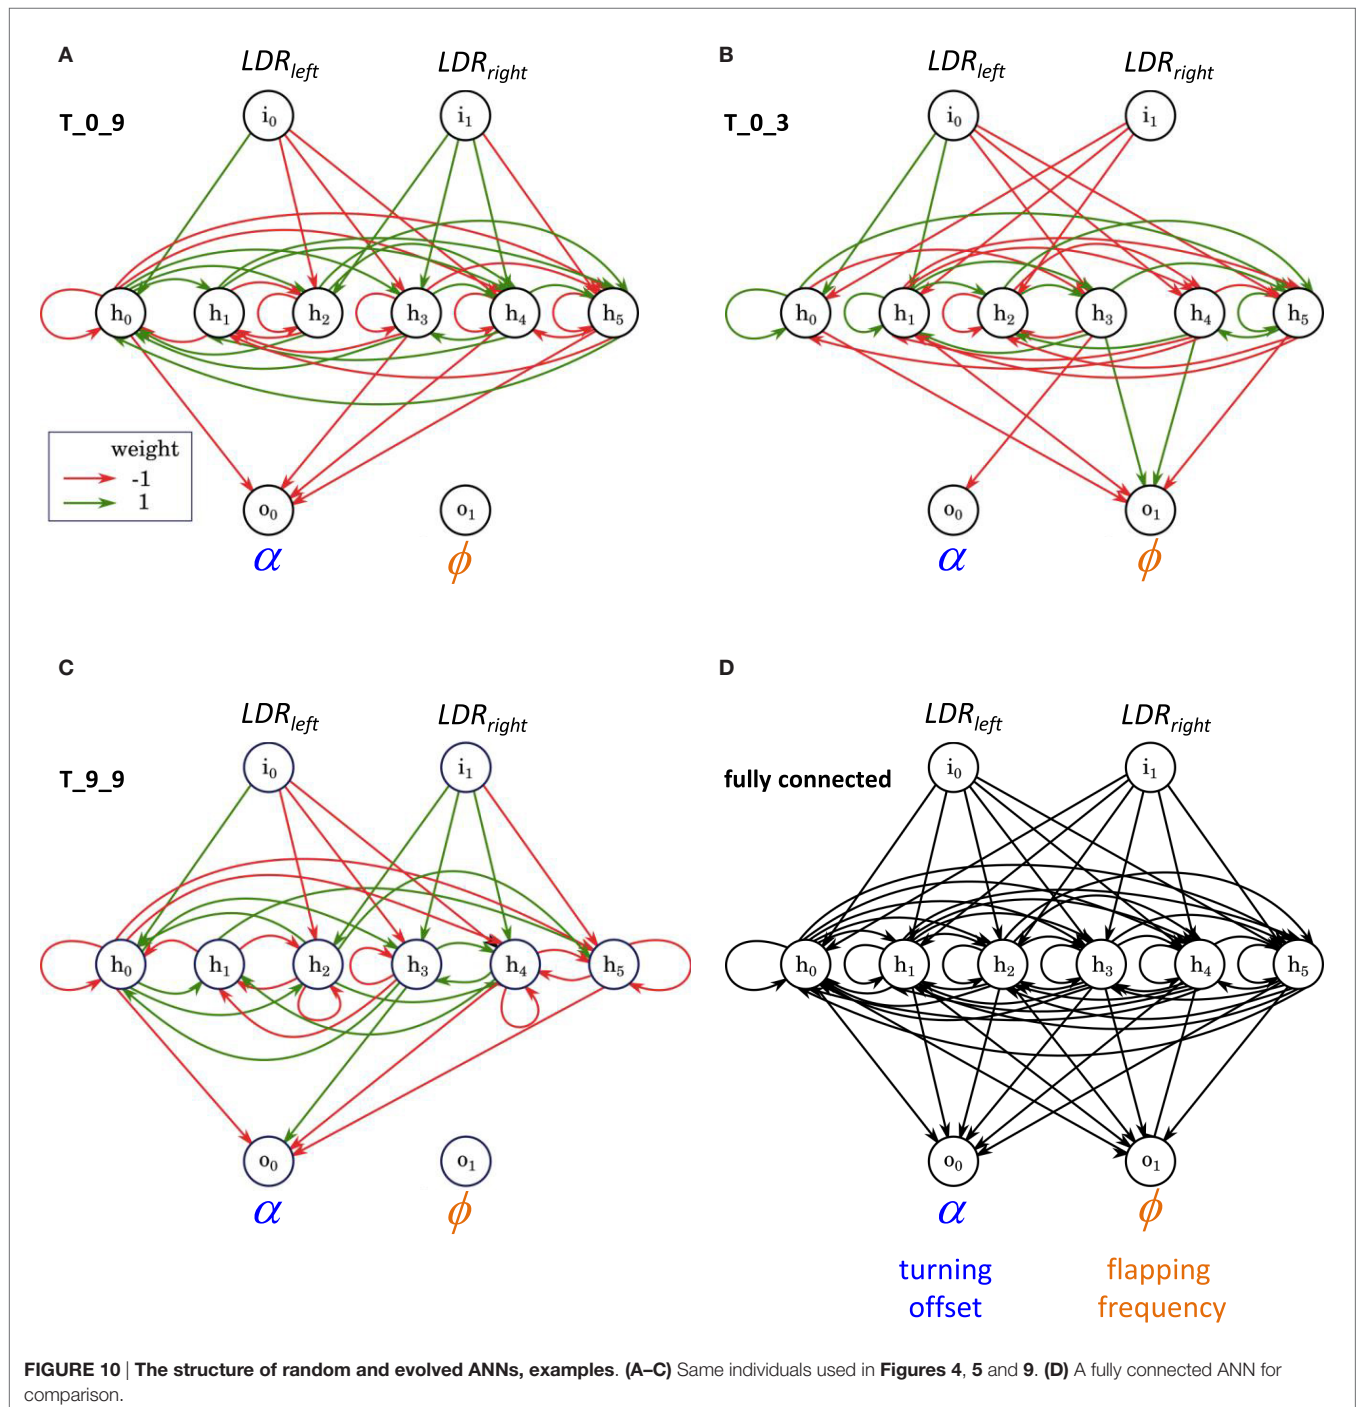 A
LDRleft LDRright
T_0_9
i0 i1
h0 h1 h2 h3 h4 h5
weight
-1
1
o0 o1
α ϕ
B
LDRleft LDRright
T_0_3
i0 i1
h0 h1 h2 h3 h4 h5
o0 o1
α ϕ
C
LDRleft LDRright
T_9_9
i0 i1
h0 h1 h2 h3 h4 h5
o0 o1
α ϕ
D
LDRleft LDRright
fully connected
i0 i1
h0 h1 h2 h3 h4 h5
o0 o1
α ϕ
turning flapping
offset frequency
FIGURE 10 | The structure of random and evolved ANNs, examples. (A–C) Same individuals used in Figures 4, 5 and 9. (D) A fully connected ANN for
comparison.